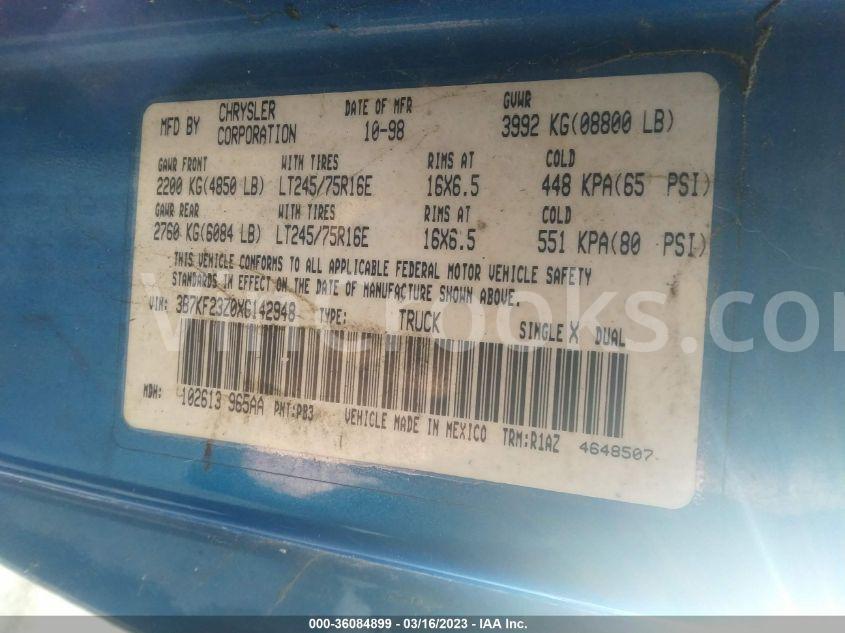 MFD BY CHRYSLER CORPORATION DATE OF MFR 10-98 GVWR 3992 KG(08800 LB)
GAWR FRONT WITH TIRES RIMS AT COLD
2200 KG(4850 LB) LT245/75R16E 16X6.5 448 KPA(65 PSI)
GAWR REAR WITH TIRES RIMS AT COLD
2760 KG(6084 LB) LT245/75R16E 16X6.5 551 KPA(80 PSI)
THIS VEHICLE CONFORMS TO ALL APPLICABLE FEDERAL MOTOR VEHICLE SAFETY
STANDARDS IN EFFECT ON THE DATE OF MANUFACTURE SHOWN ABOVE.
VIN: 3B7KF23Z0XG142948 TYPE: TRUCK SINGLE X DUAL
MDH: 102613 965AA PNT:PB3 VEHICLE MADE IN MEXICO TRM:R1AZ 4648507
000-36084899 - 03/16/2023 - IAA Inc.